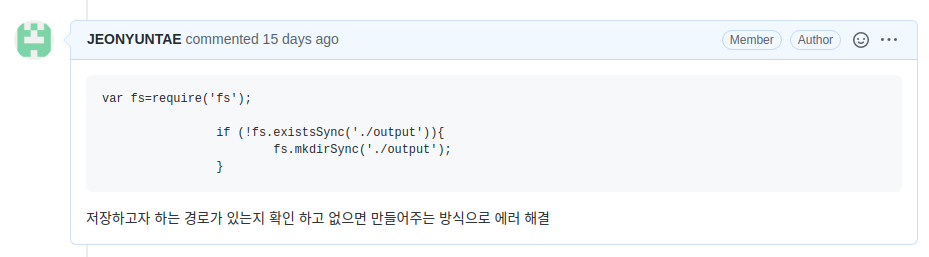 JEONYUNTAE commented 15 days ago Member Author
var fs=require('fs');
if (!fs.existsSync('./output')){
fs.mkdirSync('./output');
}
저장하고자 하는 경로가 있는지 확인 하고 없으면 만들어주는 방식으로 에러 해결